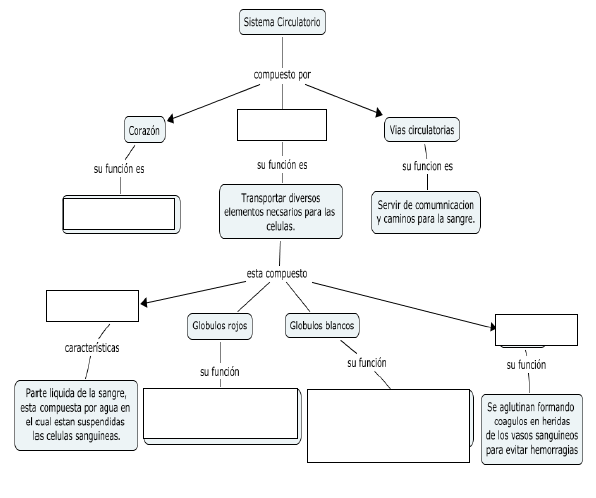 Sistema Circulatorio
compuesto por
Corazón
Vias circulatorias
su función es
su función es
su funcion es
Transportar diversos
elementos necsarios para las
celulas.
Servir de comumnicacion
y caminos para la sangre.
esta compuesto
Globulos rojos
Globulos blancos
características
su función
su función
su función
Parte liquida de la sangre,
esta compuesta por agua en
el cual estan suspendidas
las celulas sanguineas.
Se aglutinan formando
coagulos en heridas
de los vasos sanguineos
para evitar hemorragias